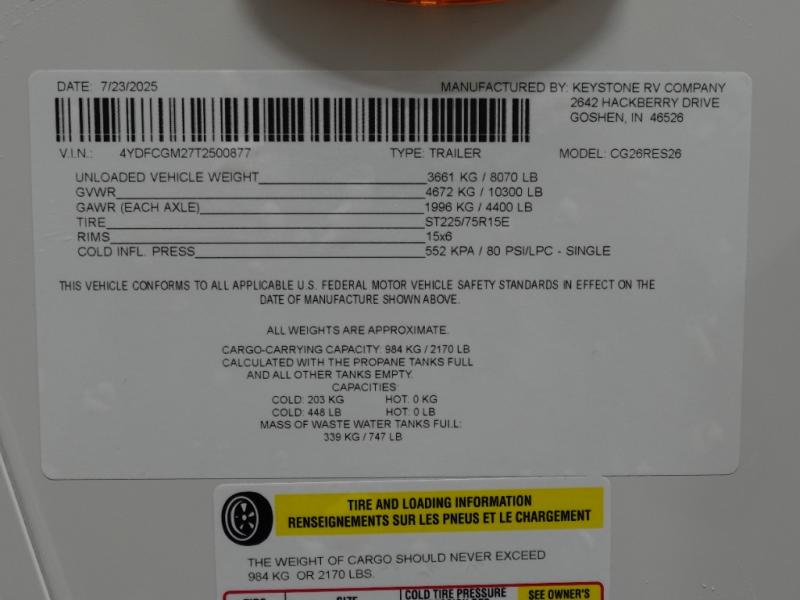 DATE: 7/23/2025 MANUFACTURED BY: KEYSTONE RV COMPANY
2642 HACKBERRY DRIVE
GOSHEN, IN 46526
V.I.N.: 4YDFCGM27T2500877 TYPE: TRAILER MODEL: CG26RES26
UNLOADED VEHICLE WEIGHT 3661 KG / 8070 LB
GVWR 4672 KG / 10300 LB
GAWR (EACH AXLE) 1996 KG / 4400 LB
TIRE ST225/75R15E
RIMS 15x6
COLD INFL. PRESS 552 KPA / 80 PSI/LPC - SINGLE
THIS VEHICLE CONFORMS TO ALL APPLICABLE U.S. FEDERAL MOTOR VEHICLE SAFETY STANDARDS IN EFFECT ON THE
DATE OF MANUFACTURE SHOWN ABOVE.
ALL WEIGHTS ARE APPROXIMATE.
CARGO-CARRYING CAPACITY: 984 KG / 2170 LB
CALCULATED WITH THE PROPANE TANKS FULL
AND ALL OTHER TANKS EMPTY.
CAPACITIES:
COLD: 203 KG HOT: 0 KG
COLD: 448 LB HOT: 0 LB
MASS OF WASTE WATER TANKS FULL:
339 KG / 747 LB
TIRE AND LOADING INFORMATION
RENSEIGNEMENTS SUR LES PNEUS ET LE CHARGEMENT
THE WEIGHT OF CARGO SHOULD NEVER EXCEED
984 KG OR 2170 LBS.
TIRE SIZE COLD TIRE PRESSURE SEE OWNER'S